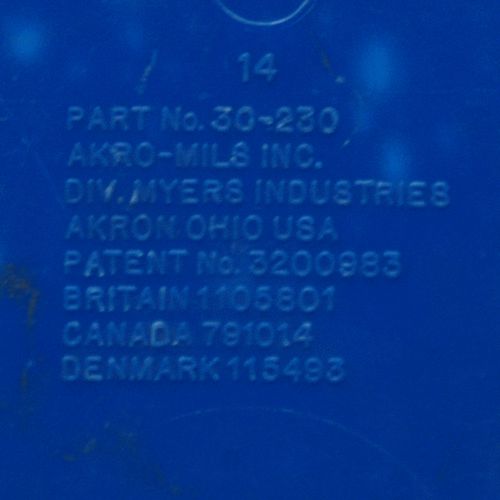 14
PART No. 30-230
AKRO-MILS INC.
DIV. MYERS INDUSTRIES
AKRON OHIO USA
PATENT No. 3200983
BRITAIN 1105801
CANADA 791014
DENMARK 115493